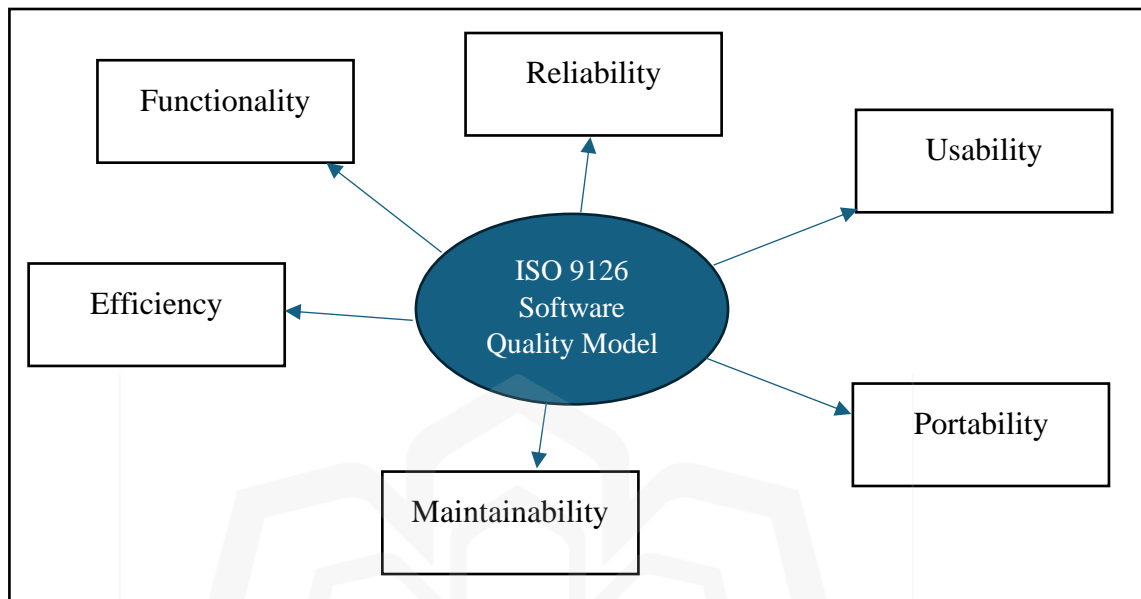 Reliability
Functionality
Usability
ISO 9126
Software
Quality Model
Efficiency
Portability
Maintainability